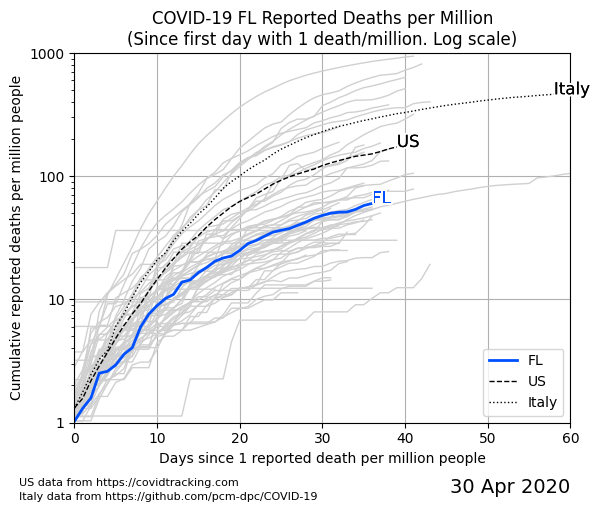 COVID-19 FL Reported Deaths per Million
(Since first day with 1 death/million. Log scale)
Cumulative reported deaths per million people
1000
100
10
1
Italy
US
FL
FL
US
Italy
0 10 20 30 40 50 60
Days since 1 reported death per million people
US data from https://covidtracking.com
Italy data from https://github.com/pcm-dpc/COVID-19
30 Apr 2020